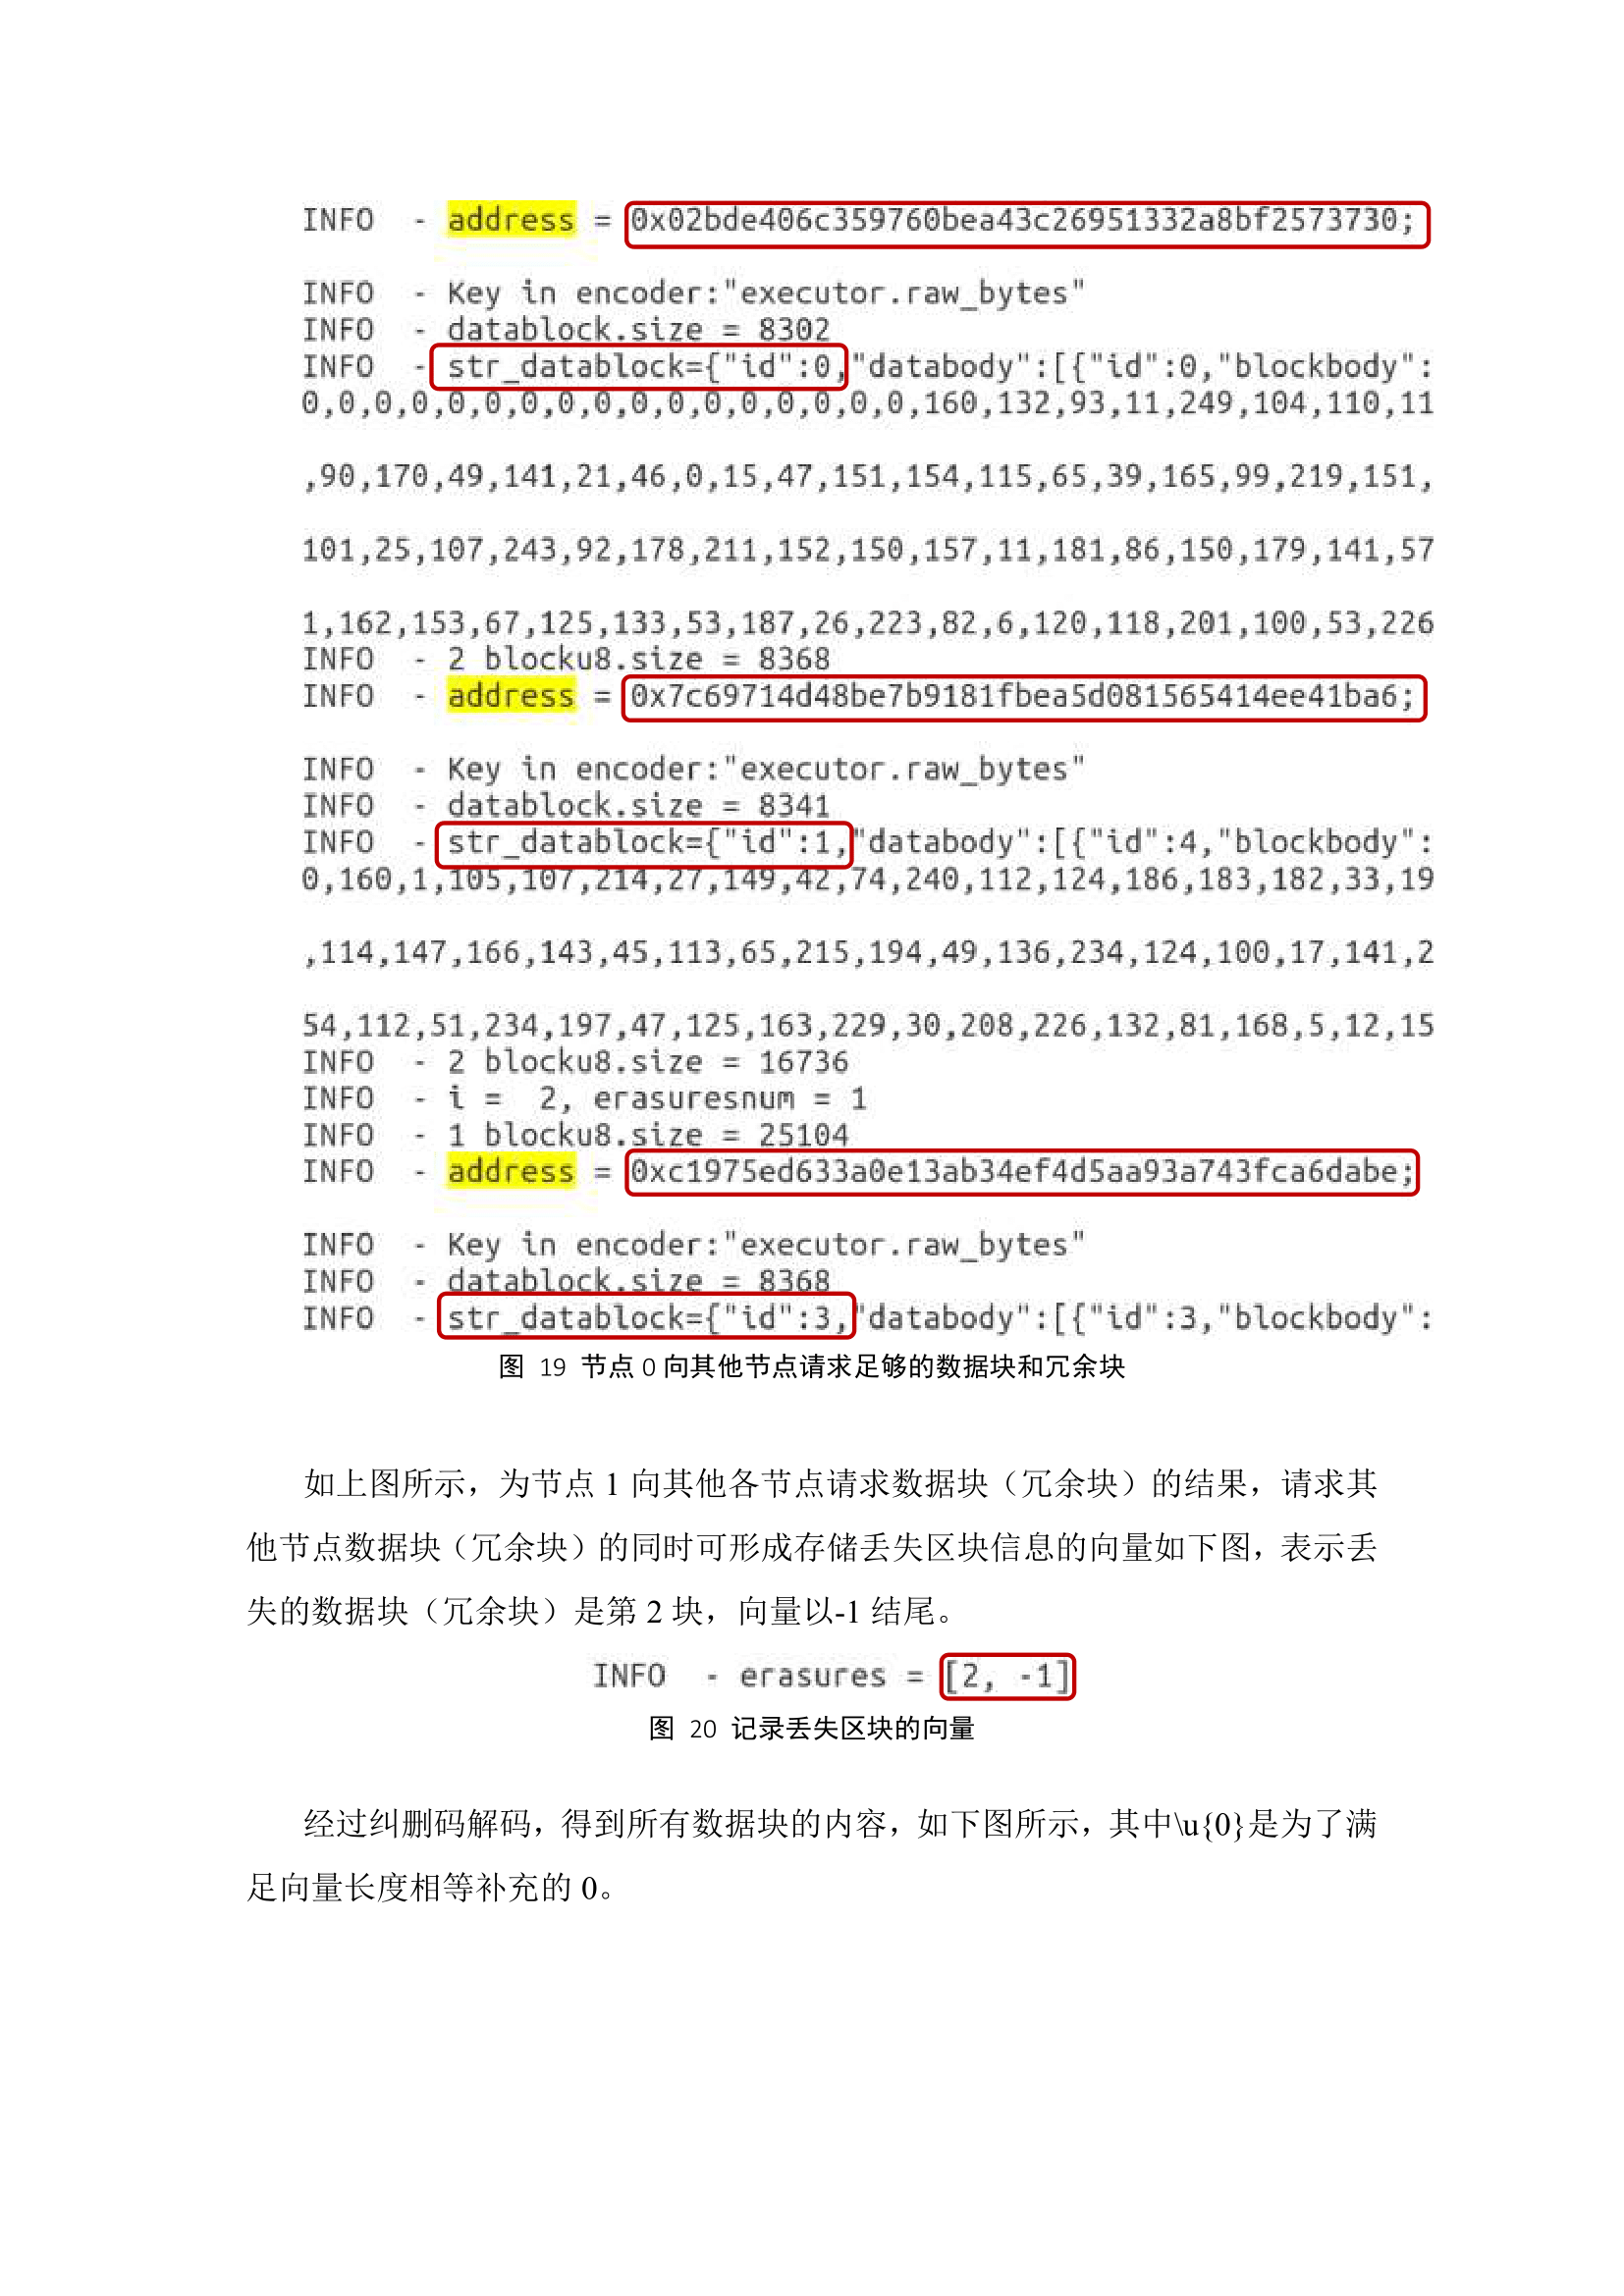 INFO  - address = 0x02bde406c359760bea43c26951332a8bf2573730;
INFO  - Key in encoder:"executor.raw_bytes"
INFO  - datablock.size = 8302
INFO  - str_datablock={"id":0,"databody":[{"id":0,"blockbody":
0,0,0,0,0,0,0,0,0,0,0,0,0,0,0,0,0,160,132,93,11,249,104,110,11
,90,170,49,141,21,46,0,15,47,151,154,115,65,39,165,99,219,151,
101,25,107,243,92,178,211,152,150,157,11,181,86,150,179,141,57
1,162,153,67,125,133,53,187,26,223,82,6,120,118,201,100,53,226
INFO  - 2 blocku8.size = 8368
INFO  - address = 0x7c69714d48be7b9181fbea5d081565414ee41ba6;
INFO  - Key in encoder:"executor.raw_bytes"
INFO  - datablock.size = 8341
INFO  - str_datablock={"id":1,"databody":[{"id":4,"blockbody":
0,160,1,105,107,214,27,149,42,74,240,112,124,186,183,182,33,19
,114,147,166,143,45,113,65,215,194,49,136,234,124,100,17,141,2
54,112,51,234,197,47,125,163,229,30,208,226,132,81,168,5,12,15
INFO  - 2 blocku8.size = 16736
INFO  - i =  2, erasuresnum = 1
INFO  - 1 blocku8.size = 25104
INFO  - address = 0xc1975ed633a0e13ab34ef4d5aa93a743fca6dabe;
INFO  - Key in encoder:"executor.raw_bytes"
INFO  - datablock.size = 8368
INFO  - str_datablock={"id":3,"databody":[{"id":3,"blockbody":
图 19 节点 0 向其他节点请求足够的数据块和冗余块
如上图所示，为节点 1 向其他各节点请求数据块（冗余块）的结果，请求其
他节点数据块（冗余块）的同时可形成存储丢失区块信息的向量如下图，表示丢
失的数据块（冗余块）是第 2 块，向量以-1 结尾。
INFO  - erasures = [2, -1]
图 20 记录丢失区块的向量
经过纠删码解码，得到所有数据块的内容，如下图所示，其中\u{0}是为了满
足向量长度相等补充的 0。